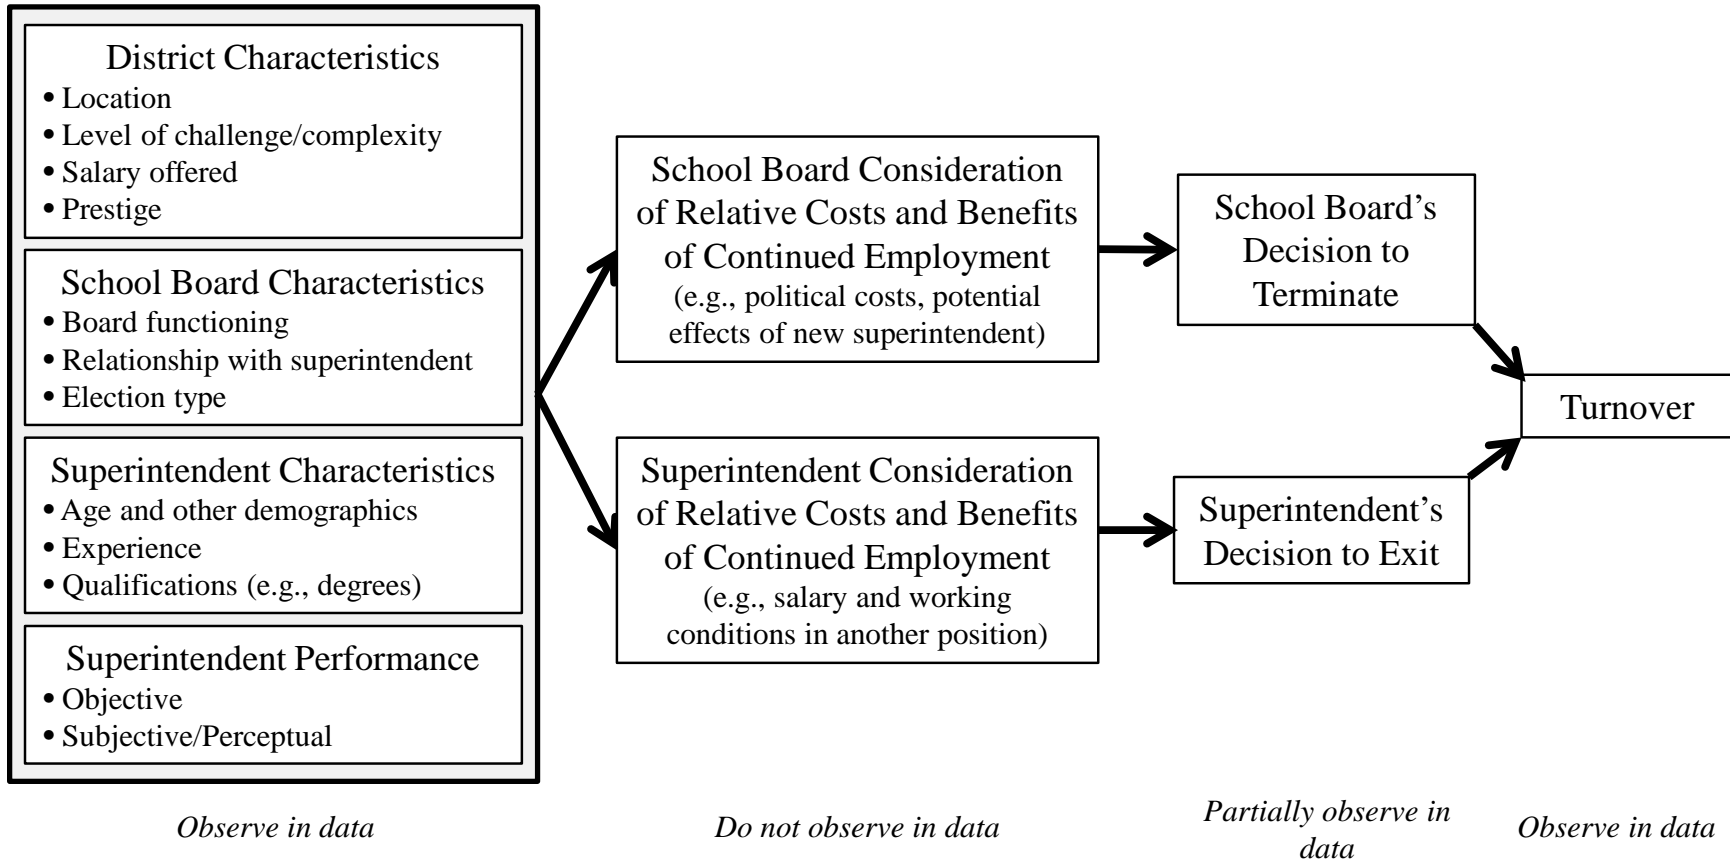 District Characteristics
• Location
• Level of challenge/complexity
• Salary offered
• Prestige
School Board Characteristics
• Board functioning
• Relationship with superintendent
• Election type
Superintendent Characteristics
• Age and other demographics
• Experience
• Qualifications (e.g., degrees)
Superintendent Performance
• Objective
• Subjective/Perceptual
Observe in data
School Board Consideration
of Relative Costs and Benefits
of Continued Employment
(e.g., political costs, potential
effects of new superintendent)
Superintendent Consideration
of Relative Costs and Benefits
of Continued Employment
(e.g., salary and working
conditions in another position)
Do not observe in data
School Board’s
Decision to
Terminate
Superintendent’s
Decision to Exit
Partially observe in
data
Turnover
Observe in data